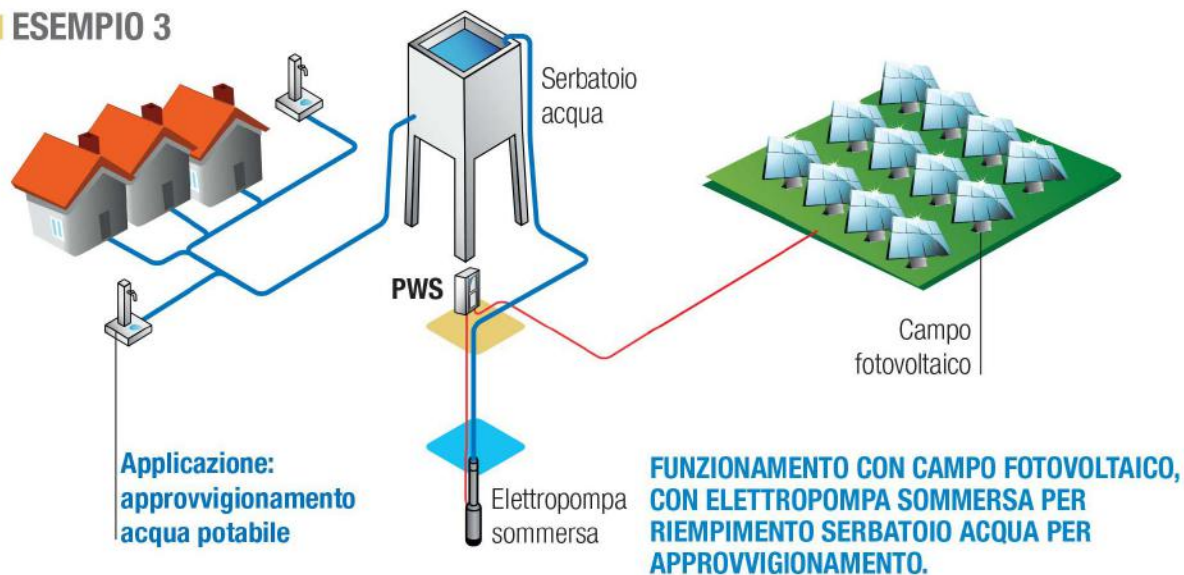 ESEMPIO 3
Serbatoio
acqua
PWS
Campo
fotovoltaico
Applicazione:
approvvigionamento
acqua potabile
Elettropompa
sommersa
FUNZIONAMENTO CON CAMPO FOTOVOLTAICO,
CON ELETTROPOMPA SOMMERSA PER
RIEMPIMENTO SERBATOIO ACQUA PER
APPROVVIGIONAMENTO.